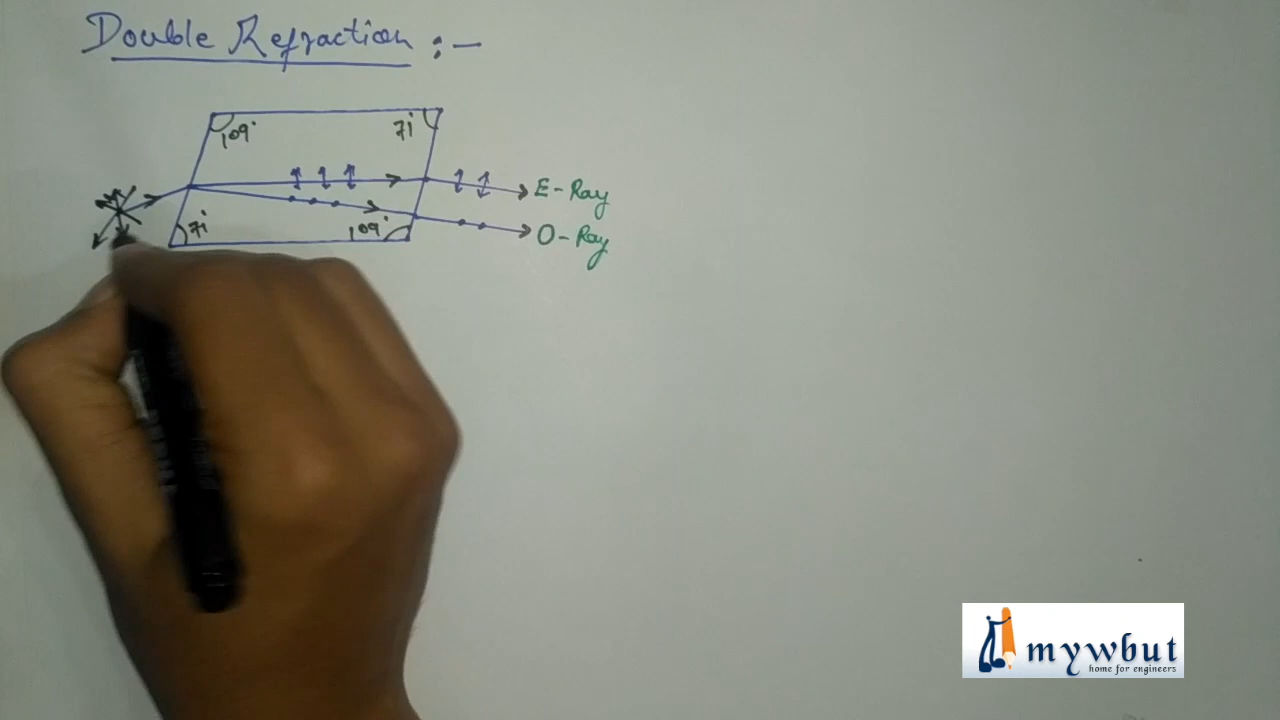 Double Refraction :-
109° 71°
E-Ray
71° 109° O-Ray
mywbut
home for engineers